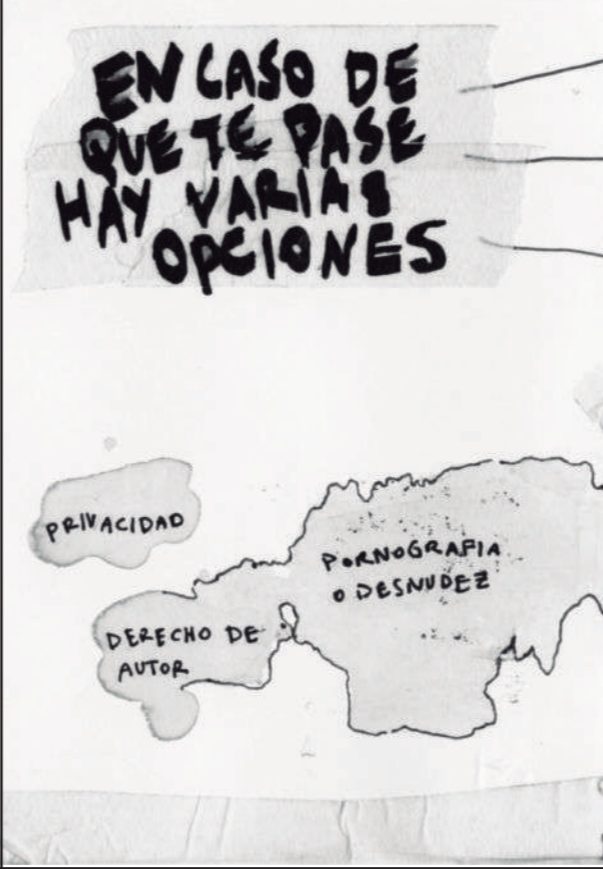 EN CASO DE
QUE TE PASE
HAY VARIAS
OPCIONES
PRIVACIDAD
PORNOGRAFIA
O DESNUDEZ
DERECHO DE
AUTOR